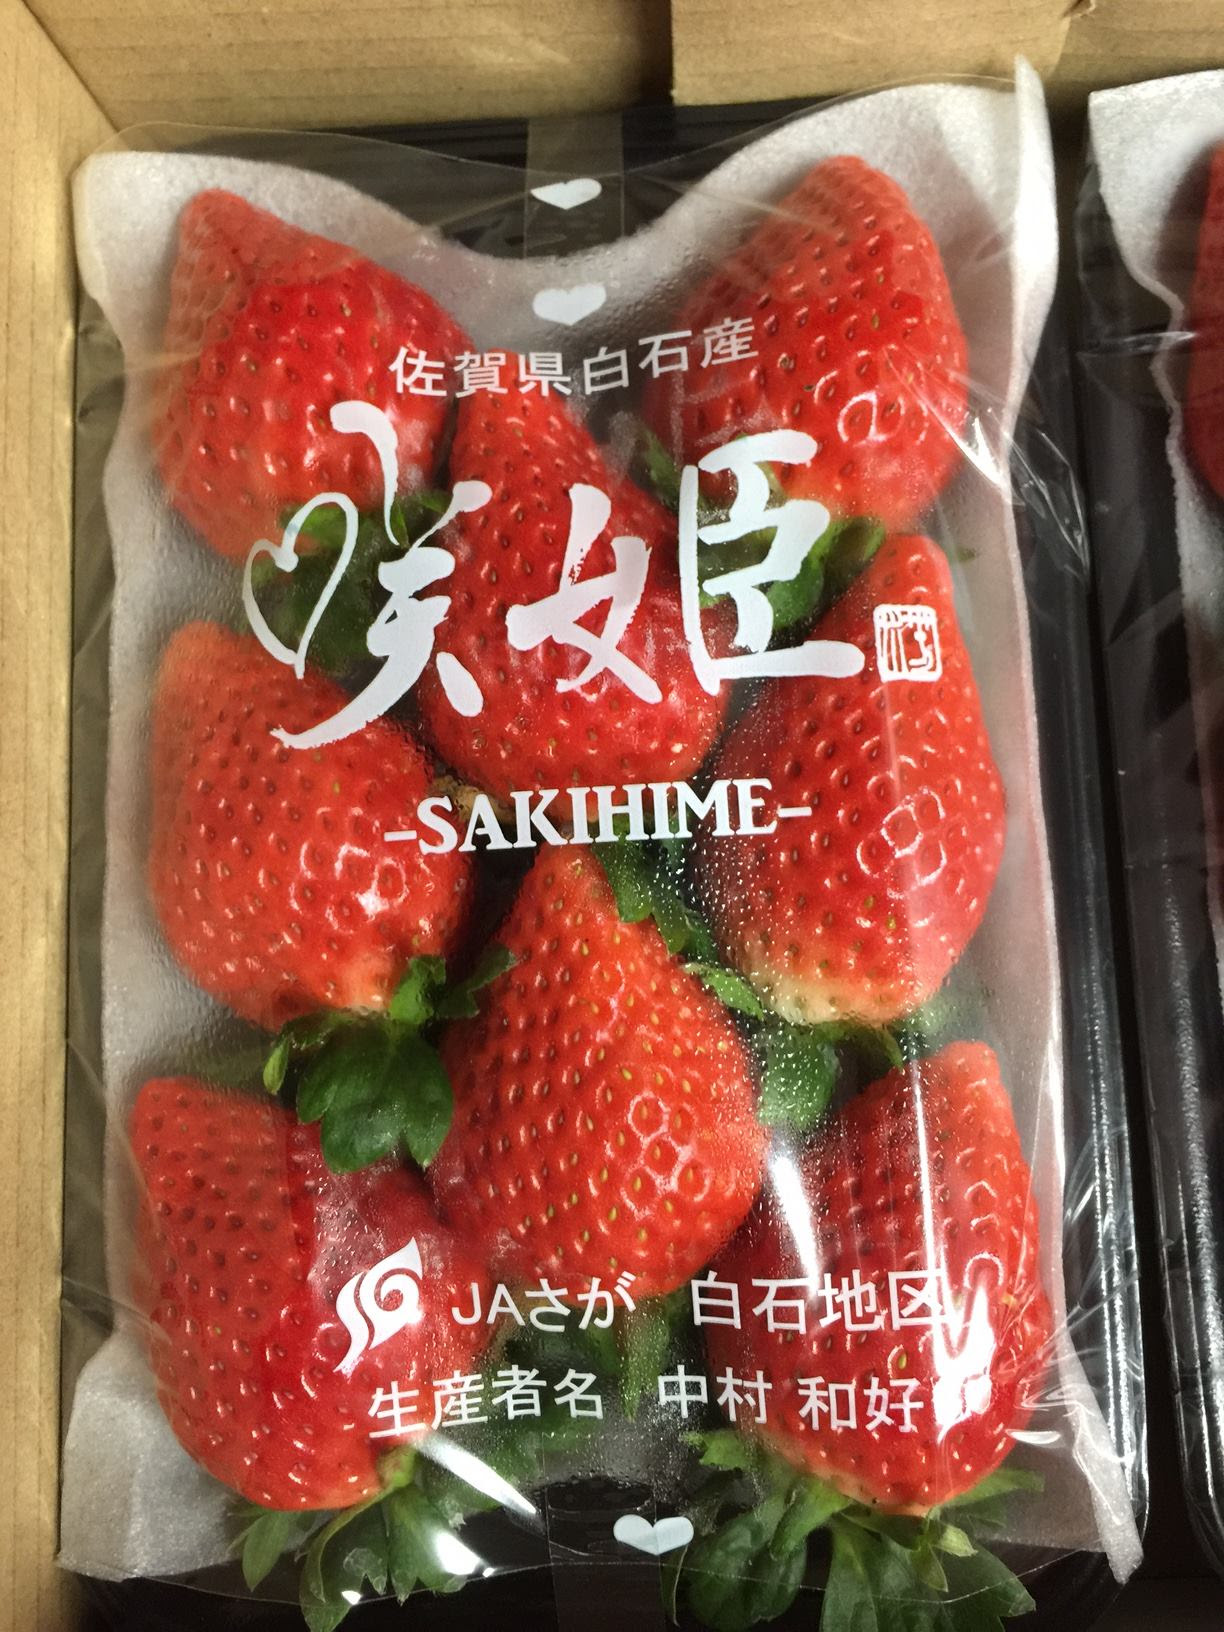 佐賀県白石産
咲姫
-SAKIHIME-
JAさが 白石地区
生産者名 中村 和好